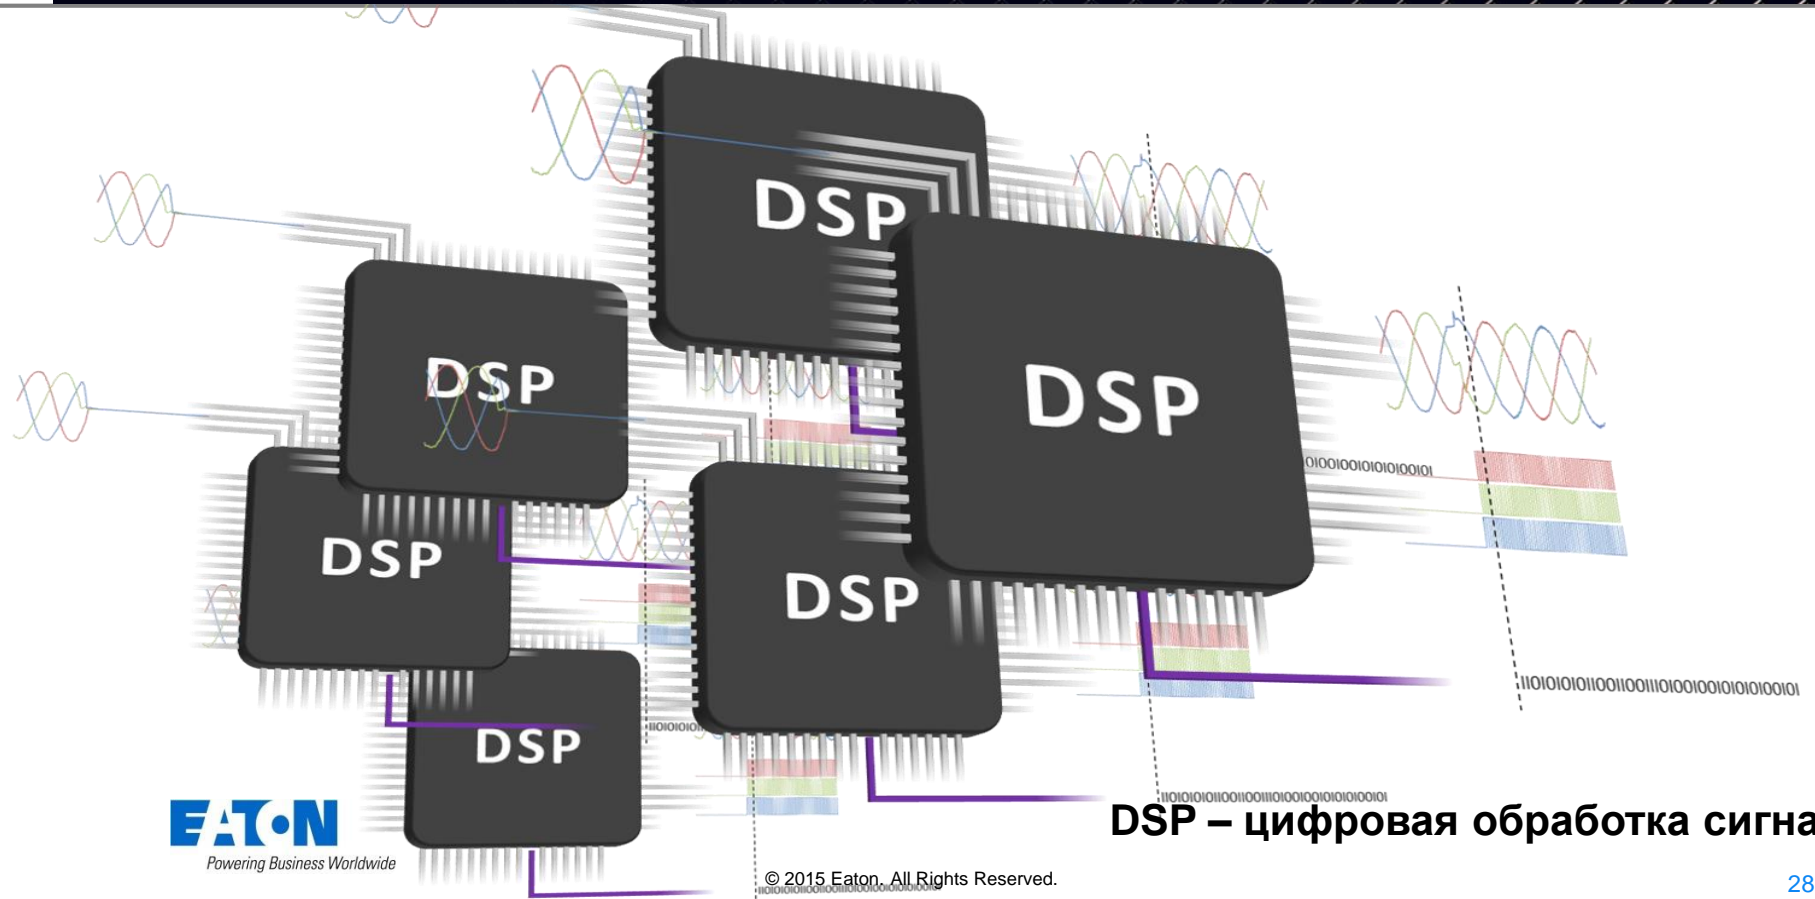 DSP
DSP
DSP
DSP
DSP
DSP
EATON
Powering Business Worldwide
DSP – цифровая обработка сигна
© 2015 Eaton. All Rights Reserved.
28